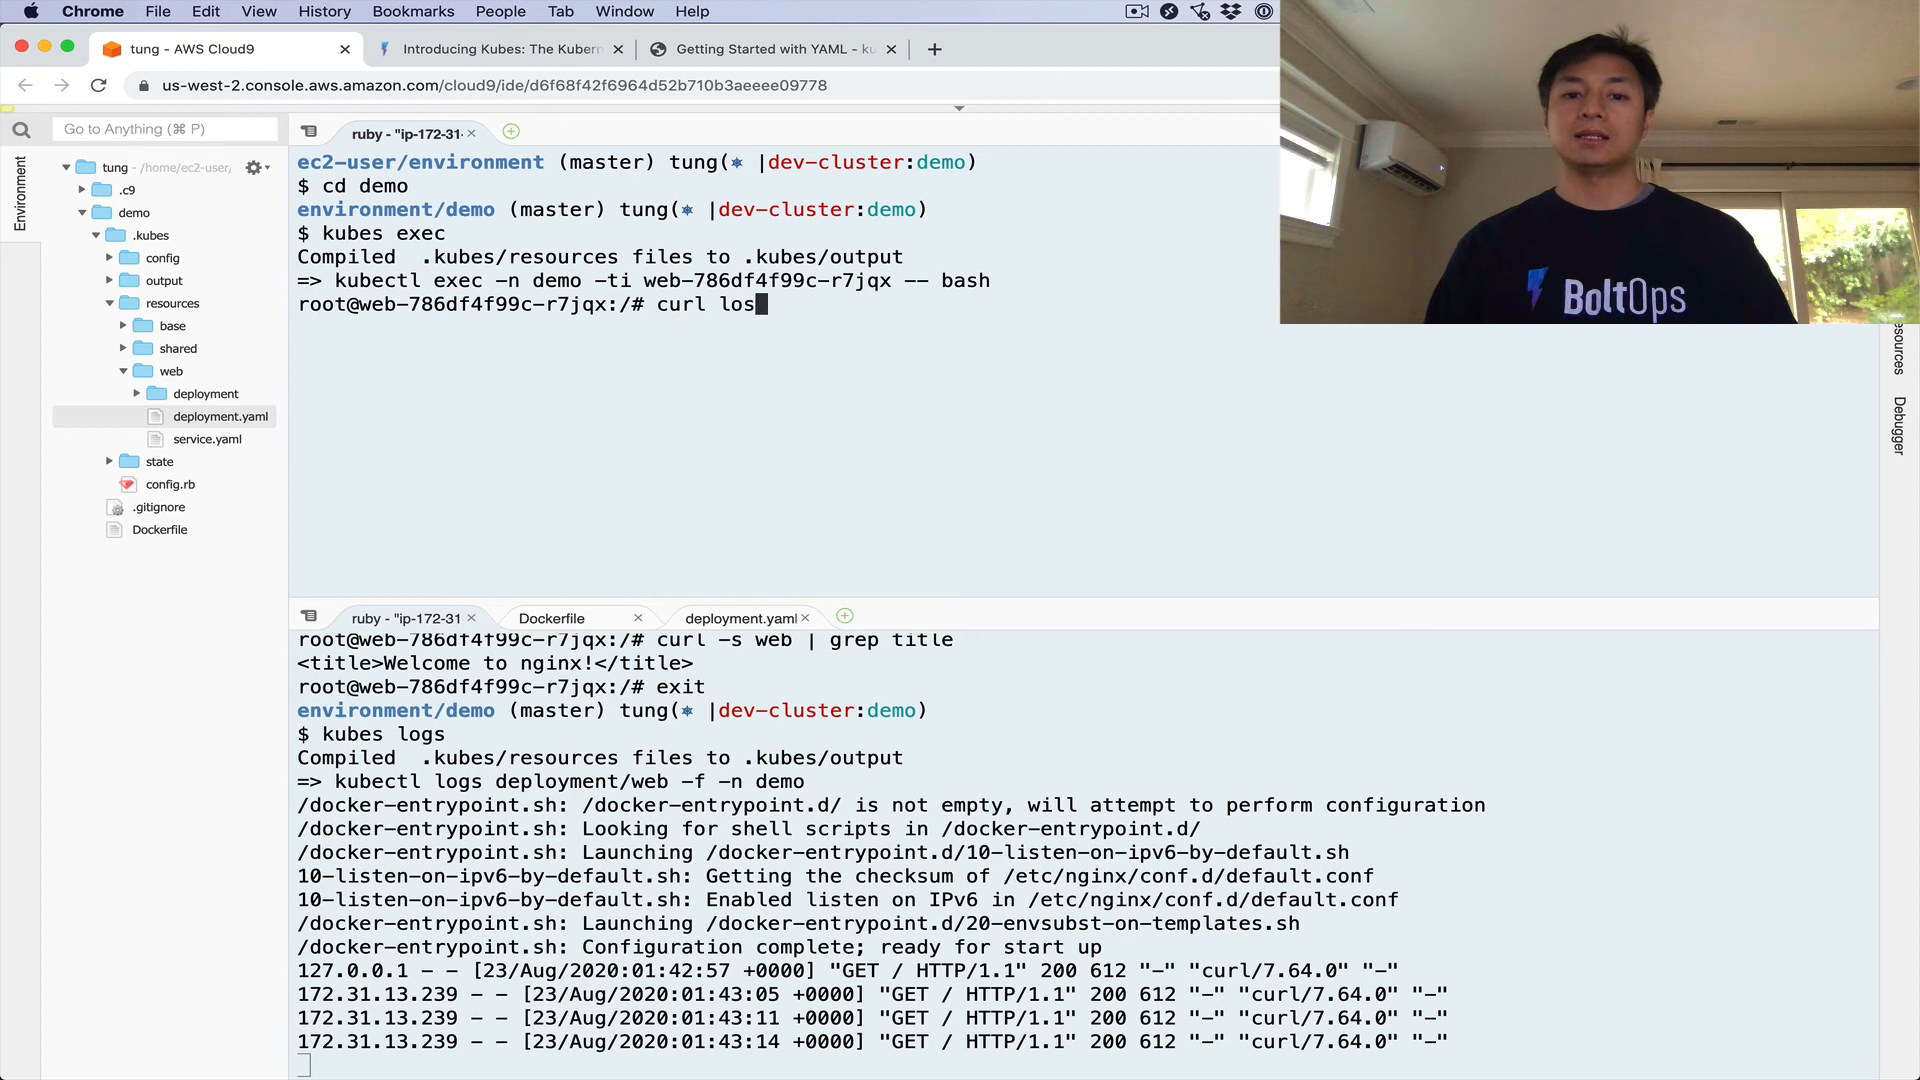 Chrome File Edit View History Bookmarks People Tab Window Help
tung - AWS Cloud9
Introducing Kubes: The Kubern
Getting Started with YAML - ku
us-west-2.console.aws.amazon.com/cloud9/ide/d6f68f42f6964d52b710b3aeeee09778
Go to Anything (⌘ P)
ruby - "ip-172-31-
Environment
tung - /home/ec2-user/
.c9
demo
.kubes
config
output
resources
base
shared
web
deployment
deployment.yaml
service.yaml
state
config.rb
.gitignore
Dockerfile
ec2-user/environment (master) tung(⎈ |dev-cluster:demo)
$ cd demo
environment/demo (master) tung(⎈ |dev-cluster:demo)
$ kubes exec
Compiled  .kubes/resources files to .kubes/output
=> kubectl exec -n demo -ti web-786df4f99c-r7jqx -- bash
root@web-786df4f99c-r7jqx:/# curl los
BoltOps
Debugger
ruby - "ip-172-31
Dockerfile
deployment.yaml
root@web-786df4f99c-r7jqx:/# curl -s web | grep title
<title>Welcome to nginx!</title>
root@web-786df4f99c-r7jqx:/# exit
environment/demo (master) tung(⎈ |dev-cluster:demo)
$ kubes logs
Compiled  .kubes/resources files to .kubes/output
=> kubectl logs deployment/web -f -n demo
/docker-entrypoint.sh: /docker-entrypoint.d/ is not empty, will attempt to perform configuration
/docker-entrypoint.sh: Looking for shell scripts in /docker-entrypoint.d/
/docker-entrypoint.sh: Launching /docker-entrypoint.d/10-listen-on-ipv6-by-default.sh
10-listen-on-ipv6-by-default.sh: Getting the checksum of /etc/nginx/conf.d/default.conf
10-listen-on-ipv6-by-default.sh: Enabled listen on IPv6 in /etc/nginx/conf.d/default.conf
/docker-entrypoint.sh: Launching /docker-entrypoint.d/20-envsubst-on-templates.sh
/docker-entrypoint.sh: Configuration complete; ready for start up
127.0.0.1 - - [23/Aug/2020:01:42:57 +0000] "GET / HTTP/1.1" 200 612 "-" "curl/7.64.0" "-"
172.31.13.239 - - [23/Aug/2020:01:43:05 +0000] "GET / HTTP/1.1" 200 612 "-" "curl/7.64.0" "-"
172.31.13.239 - - [23/Aug/2020:01:43:11 +0000] "GET / HTTP/1.1" 200 612 "-" "curl/7.64.0" "-"
172.31.13.239 - - [23/Aug/2020:01:43:14 +0000] "GET / HTTP/1.1" 200 612 "-" "curl/7.64.0" "-"